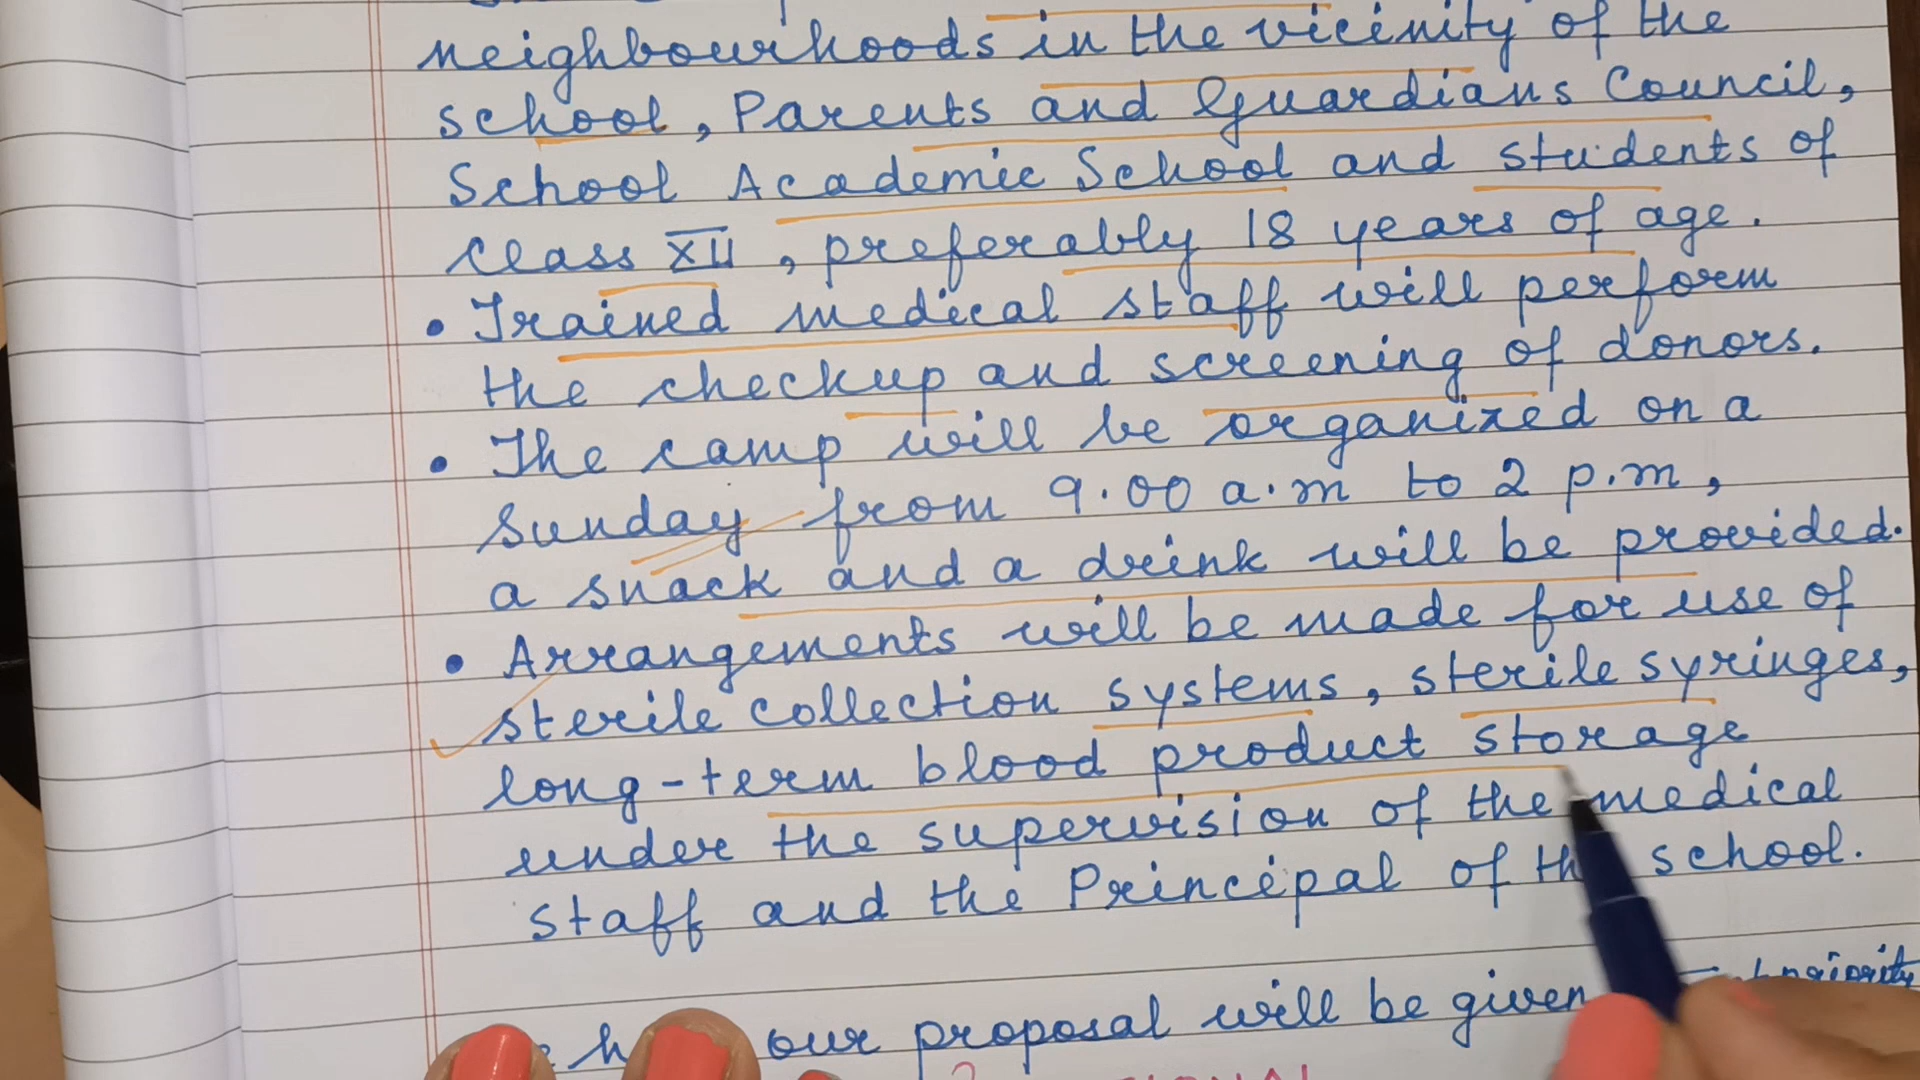 neighbourhoods in the vicinity of the
school, Parents and Guardians Council,
School Academic School and students of
class XII, preferably 18 years of age.
• Trained medical staff will perform
the checkup and screening of donors.
• The camp will be organized on a
Sunday from 9.00 a.m to 2 p.m,
a snack and a drink will be provided.
• Arrangements will be made for use of
sterile collection systems, sterile syringes,
long-term blood product storage
under the supervision of the medical
staff and the Principal of the school.
our proposal will be given priority